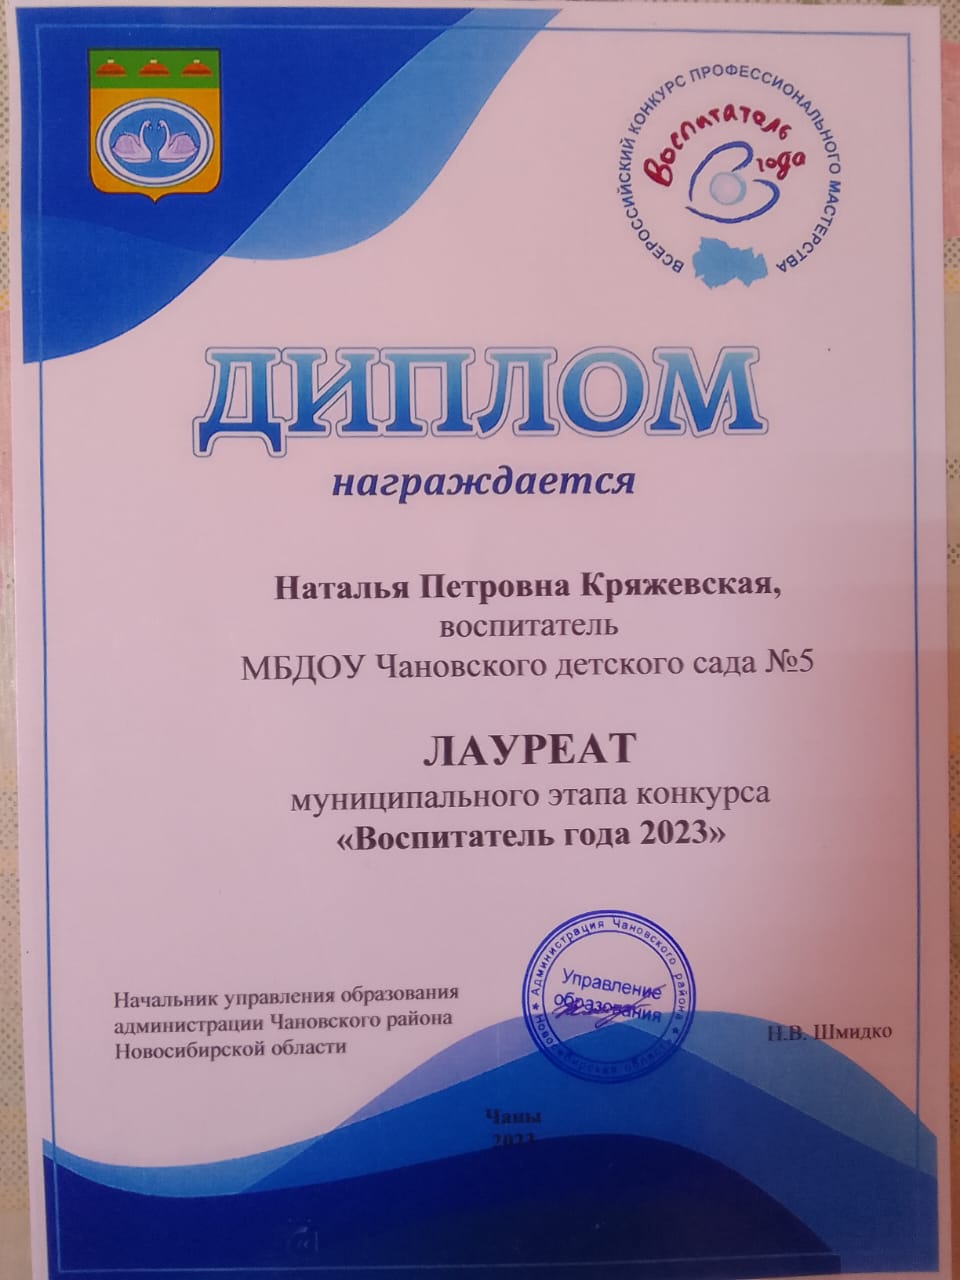 ВСЕРОССИЙСКИЙ КОНКУРС ПРОФЕССИОНАЛЬНОГО МАСТЕРСТВА
Воспитатель
года
ДИПЛОМ
награждается
Наталья Петровна Кряжевская,
воспитатель
МБДОУ Чановского детского сада №5
ЛАУРЕАТ
муниципального этапа конкурса
«Воспитатель года 2023»
Начальник управления образования
администрации Чановского района
Новосибирской области
★ Администрация Чановского района ★
Новосибирская область
Управление
образования
Н.В. Шмидко
Чаны
2023